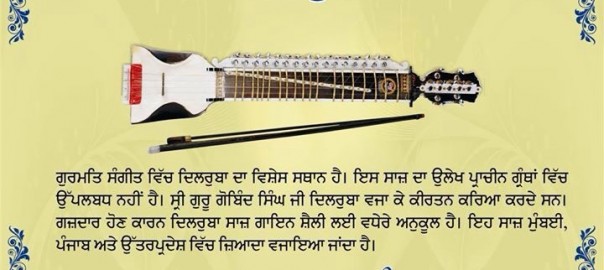 ਗੁਰਮਤਿ ਸੰਗੀਤ ਵਿੱਚ ਦਿਲਰੁਬਾ ਦਾ ਵਿਸ਼ੇਸ ਸਥਾਨ ਹੈ। ਇਸ ਸਾਜ਼ ਦਾ ਉਲੇਖ ਪ੍ਰਾਚੀਨ ਗ੍ਰੰਥਾਂ ਵਿੱਚ
ਉੱਪਲਬਧ ਨਹੀਂ ਹੈ। ਸ੍ਰੀ ਗੁਰੂ ਗੋਬਿੰਦ ਸਿੰਘ ਜੀ ਦਿਲਰੁਬਾ ਵਜਾ ਕੇ ਕੀਰਤਨ ਕਰਿਆ ਕਰਦੇ ਸਨ।
ਗਜ਼ਦਾਰ ਹੋਣ ਕਾਰਨ ਦਿਲਰੁਬਾ ਸਾਜ਼ ਗਾਇਨ ਸ਼ੈਲੀ ਲਈ ਵਧੇਰੇ ਅਨੁਕੂਲ ਹੈ। ਇਹ ਸਾਜ਼ ਮੁੰਬਈ,
ਪੰਜਾਬ ਅਤੇ ਉੱਤਰਪ੍ਰਦੇਸ਼ ਵਿੱਚ ਜ਼ਿਆਦਾ ਵਜਾਇਆ ਜਾਂਦਾ ਹੈ।